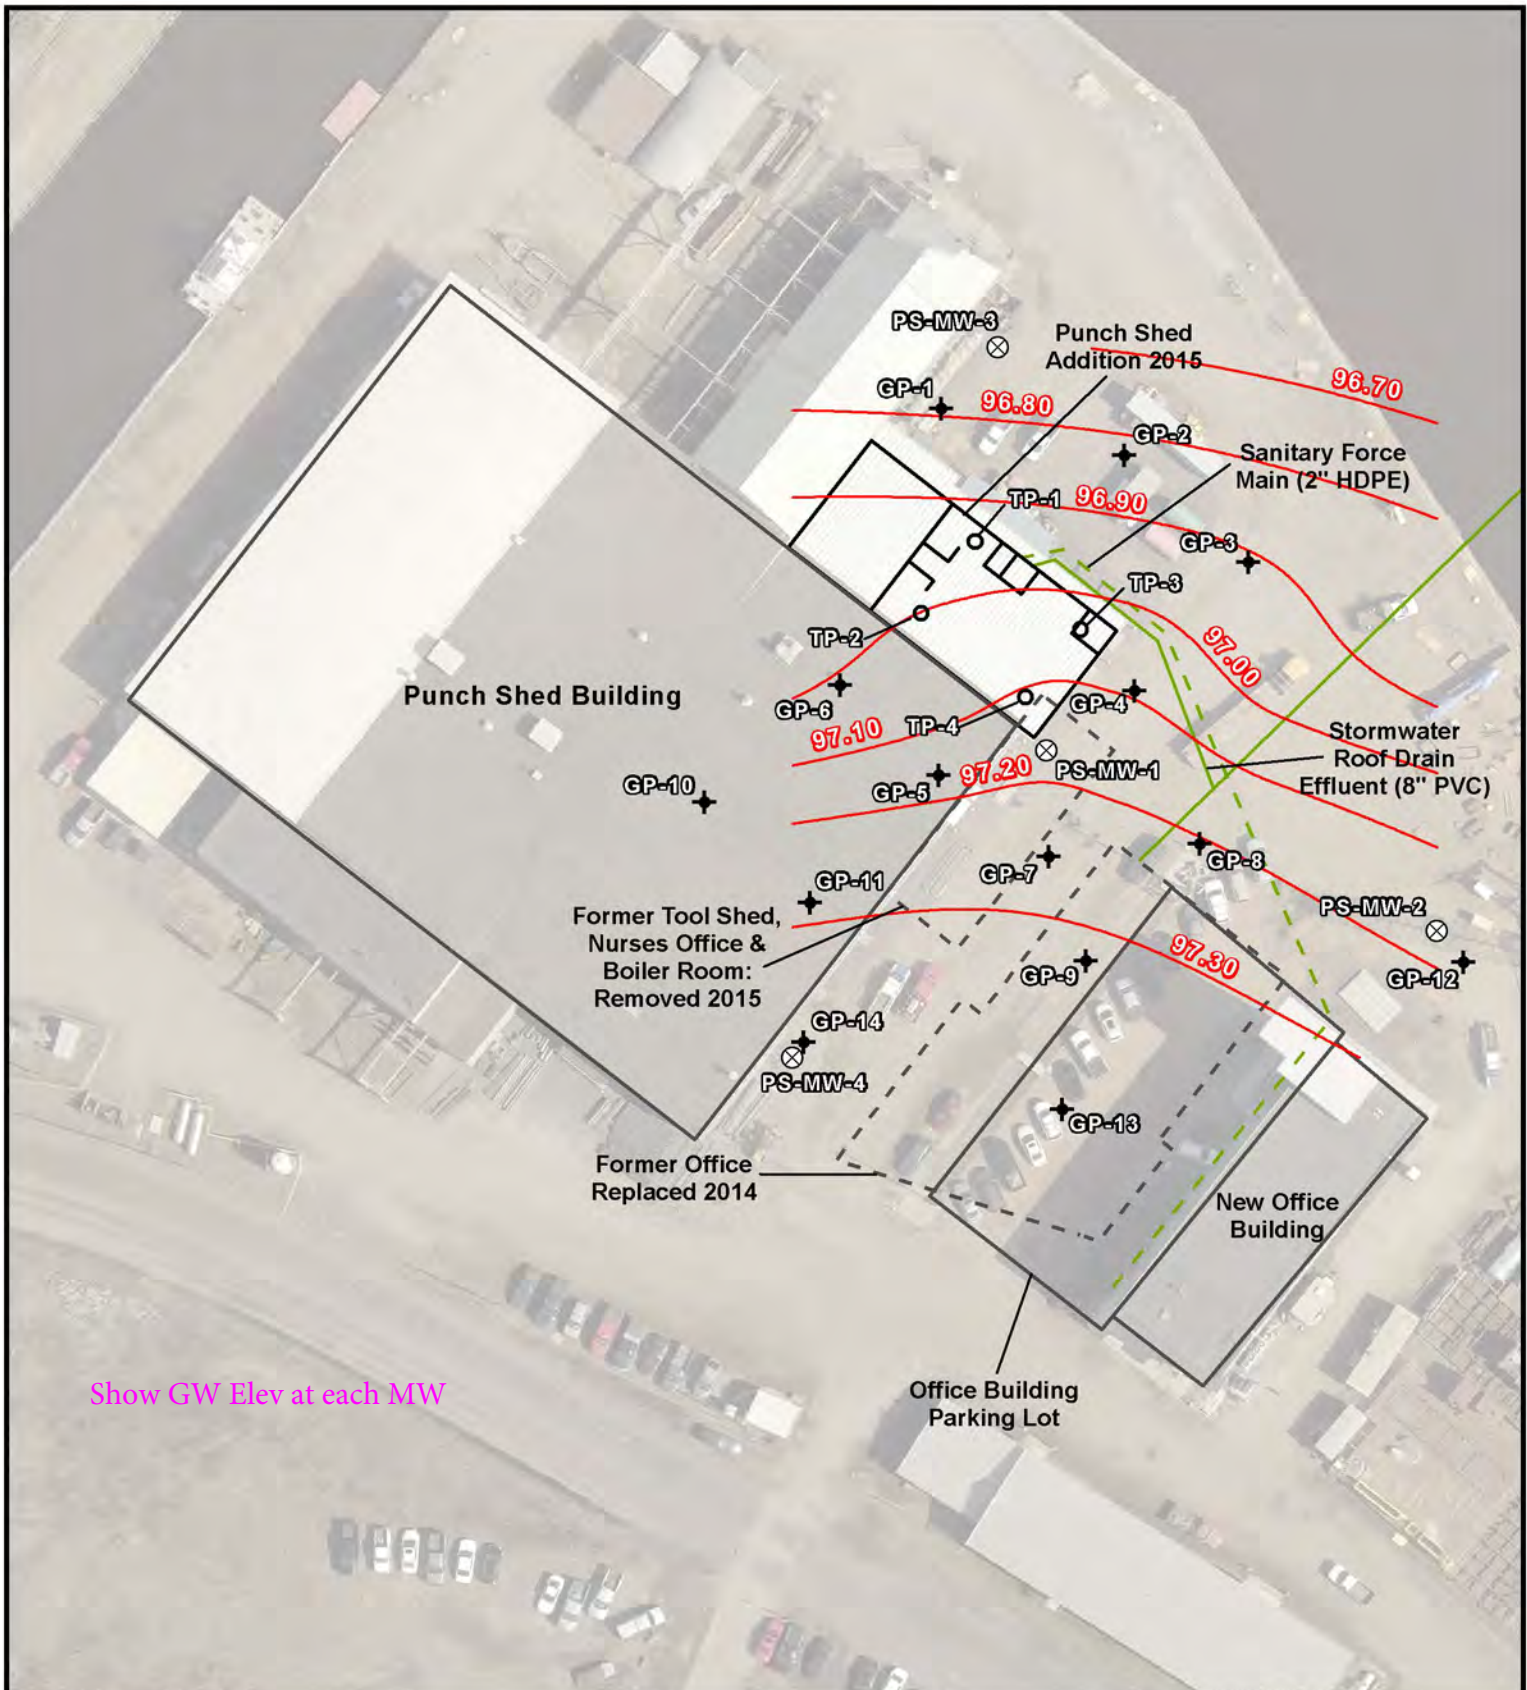 PS-MW-3
Punch Shed
Addition 2015
96.70
GP-1
96.80
GP-2
Sanitary Force
Main (2" HDPE)
TP-1
96.90
GP-3
TP-3
TP-2
97.00
Punch Shed Building
GP-6
GP-4
TP-4
97.10
Stormwater
Roof Drain
Effluent (8" PVC)
97.20
PS-MW-1
GP-10
GP-5
GP-8
GP-7
GP-11
PS-MW-2
Former Tool Shed,
Nurses Office &
Boiler Room:
Removed 2015
97.30
GP-9
GP-12
GP-14
PS-MW-4
GP-13
Former Office
Replaced 2014
New Office
Building
Show GW Elev at each MW
Office Building
Parking Lot